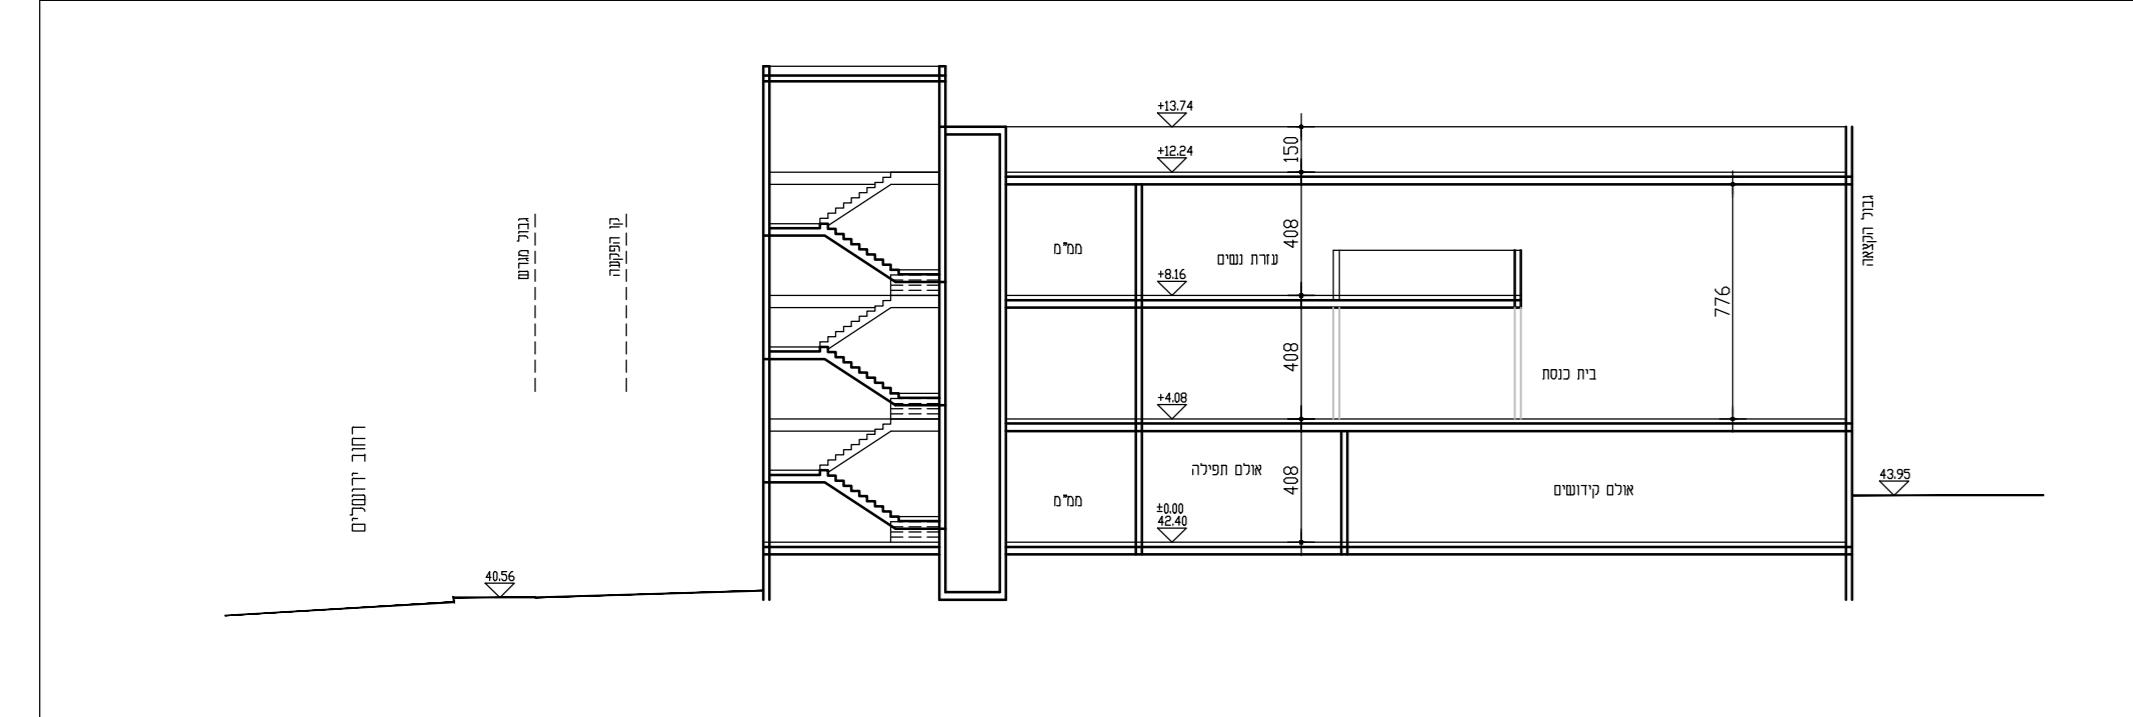 +13.74
+12.24
150
גבול הקצאה
גבול מגרש
קו הפקעה
408
ממ"מ
עזרת נשים
+8.16
776
408
בית כנסת
+4.08
רחוב ירושלים
אולם תפילה
408
אולם קידושים
43.95
ממ"מ
±0.00
42.40
40.56